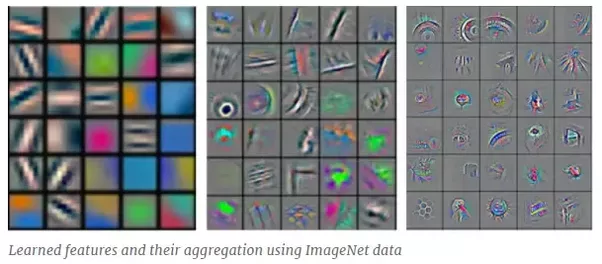 Learned features and their aggregation using ImageNet data